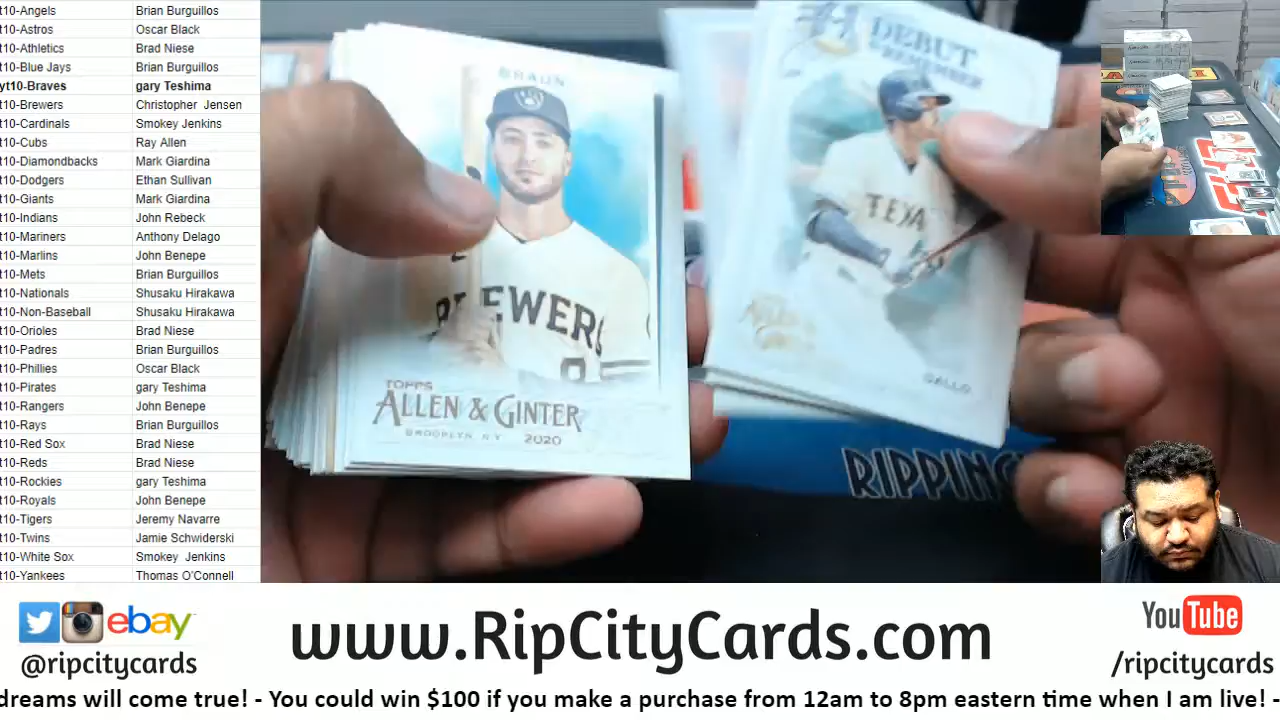 t10-Angels Brian Burguillos
t10-Astros Oscar Black
t10-Athletics Brad Niese
t10-Blue Jays Brian Burguillos
yt10-Braves gary Teshima
t10-Brewers Christopher Jensen
t10-Cardinals Smokey Jenkins
t10-Cubs Ray Allen
t10-Diamondbacks Mark Giardina
t10-Dodgers Ethan Sullivan
t10-Giants Mark Giardina
t10-Indians John Rebeck
t10-Mariners Anthony Delago
t10-Marlins John Benepe
t10-Mets Brian Burguillos
t10-Nationals Shusaku Hirakawa
t10-Non-Baseball Shusaku Hirakawa
t10-Orioles Brad Niese
t10-Padres Brian Burguillos
t10-Phillies Oscar Black
t10-Pirates gary Teshima
t10-Rangers John Benepe
t10-Rays Brian Burguillos
t10-Red Sox Brad Niese
t10-Reds Brad Niese
t10-Rockies gary Teshima
t10-Royals John Benepe
t10-Tigers Jeremy Navarre
t10-Twins Jamie Schwiderski
t10-White Sox Smokey Jenkins
t10-Yankees Thomas O'Connell
BRAUN
BREWERS
8
TOPPS
ALLEN & GINTER
BROOKLYN, N.Y. 2020
DEBUT
TEXA
GALLO
RIPPING
ebay
@ripcitycards
www.RipCityCards.com
YouTube
/ripcitycards
dreams will come true! - You could win $100 if you make a purchase from 12am to 8pm eastern time when I am live! -